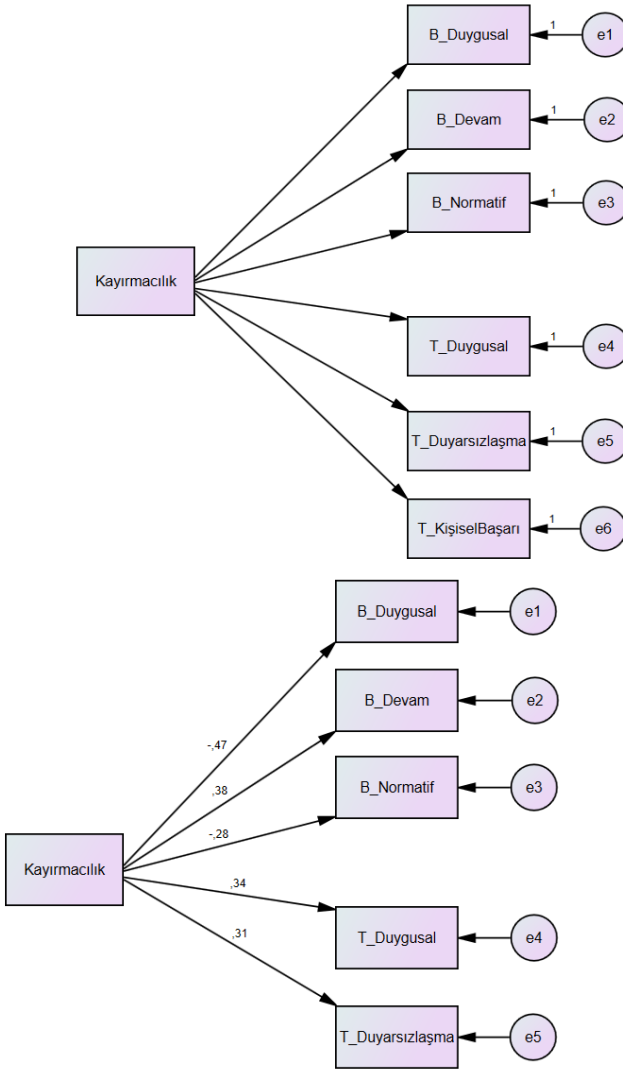 B_Duygusal
1
e1
B_Devam
1
e2
B_Normatif
1
e3
Kayırmacılık
T_Duygusal
1
e4
T_Duyarsızlaşma
1
e5
T_KişiselBaşarı
1
e6
B_Duygusal
e1
B_Devam
e2
-,47
,38
B_Normatif
e3
-,28
Kayırmacılık
,34
,31
T_Duygusal
e4
T_Duyarsızlaşma
e5